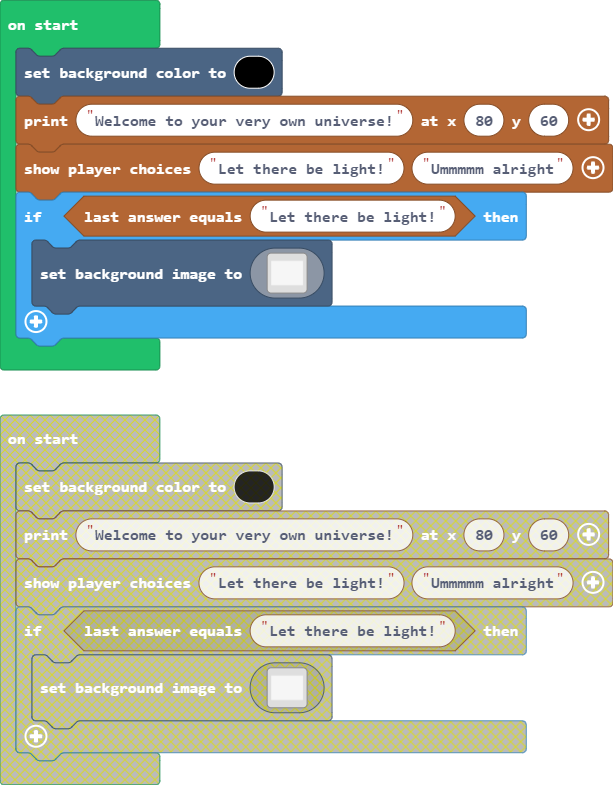 on start
set background color to
print "Welcome to your very own universe!" at x 80 y 60
show player choices "Let there be light!" "Ummmmm alright"
if last answer equals "Let there be light!" then
set background image to
on start
set background color to
print "Welcome to your very own universe!" at x 80 y 60
show player choices "Let there be light!" "Ummmmm alright"
if last answer equals "Let there be light!" then
set background image to